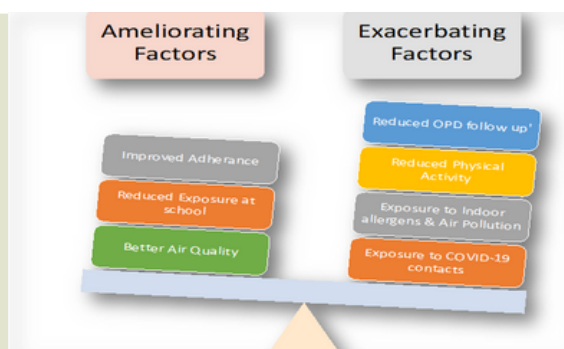 Ameliorating
Factors
Exacerbating
Factors
Improved Adherance
Reduced Exposure at
school
Better Air Quality
Reduced OPD follow up'
Reduced Physical
Activity
Exposure to Indoor
allergens & Air Pollution
Exposure to COVID-19
contacts